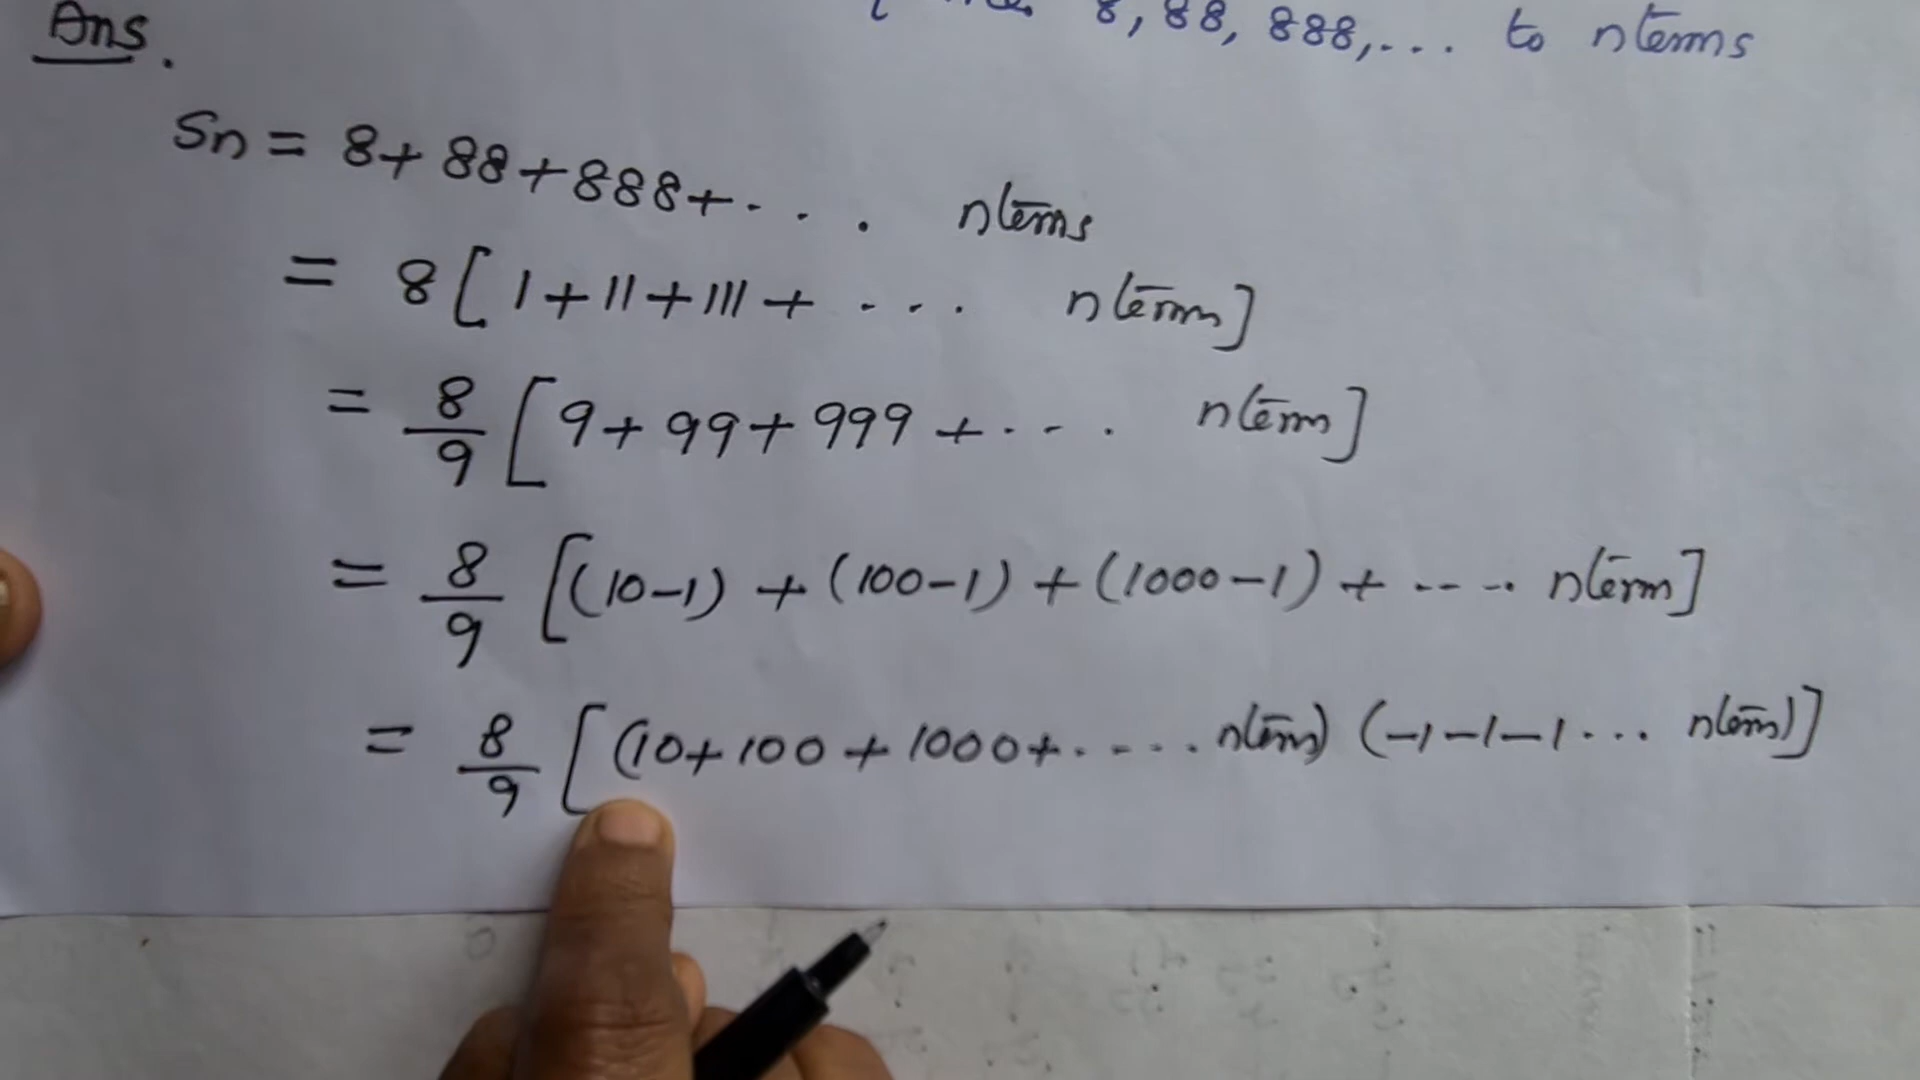 8, 88, 888,... to n terms
Ans.
Sn = 8+ 88+888+... n terms
= 8[1+11+111+ ... n term]
= 8/9 [9+99+999+... n term]
= 8/9 [(10-1) + (100-1) + (1000-1) + ---- n term]
= 8/9 [(10+100+1000+.... n term) (-1-1-1... n term)]